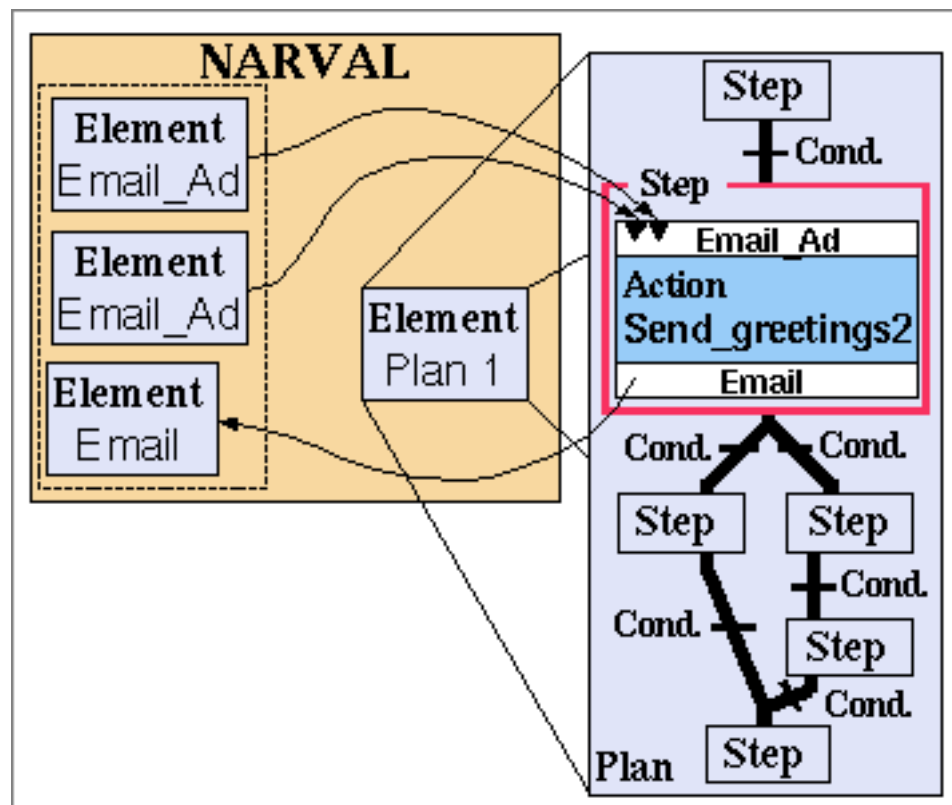 NARVAL
Element
Email_Ad
Element
Email_Ad
Element
Email
Element
Plan 1
Step
Cond.
Step
Email_Ad
Action
Send_greetings2
Email
Cond.
Cond.
Step
Step
Cond.
Cond.
Step
Cond.
Step
Plan